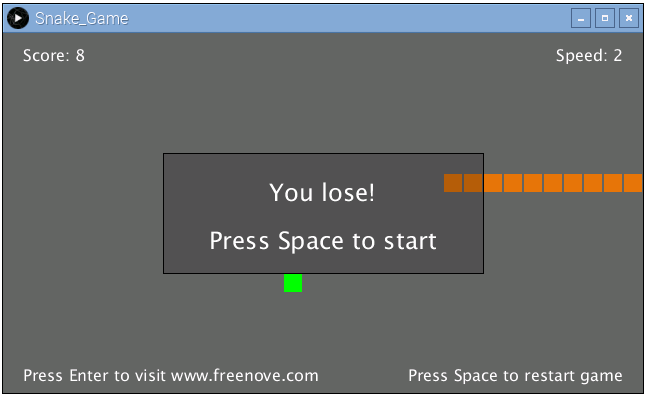 Snake_Game
Score: 8
Speed: 2
You lose!
Press Space to start
Press Enter to visit www.freenove.com
Press Space to restart game